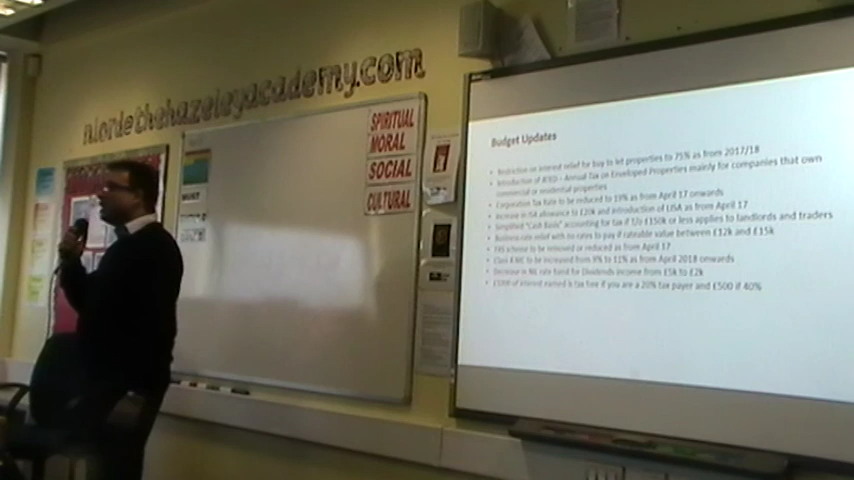 nlordethehazeleyacademy.com
SPIRITUAL
MORAL
SOCIAL
CULTURAL
Budget Updates
• Restriction on interest relief for buy to let properties to 75% as from 2017/18
• Introduction of ATED – Annual Tax on Enveloped Properties mainly for companies that own
commercial or residential properties
• Corporation Tax Rate to be reduced to 19% as from April 17 onwards
• Increase in ISA allowance to £20k and introduction of LISA as from April 17
• Simplified "Cash Basis" accounting for tax if T/O £150k or less applies to landlords and traders
• Business rate relief with no rates to pay if rateable value between £12k and £15k
• scheme to be removed or reduced as from April 17
• Class 4 NIC to be increased from 9% to 11% as from April 2018 onwards
• Decrease in NIL rate band for Dividends income from £5k to £2k
• £1000 of interest earned is tax free if you are a 20% tax payer and £500 if 40%